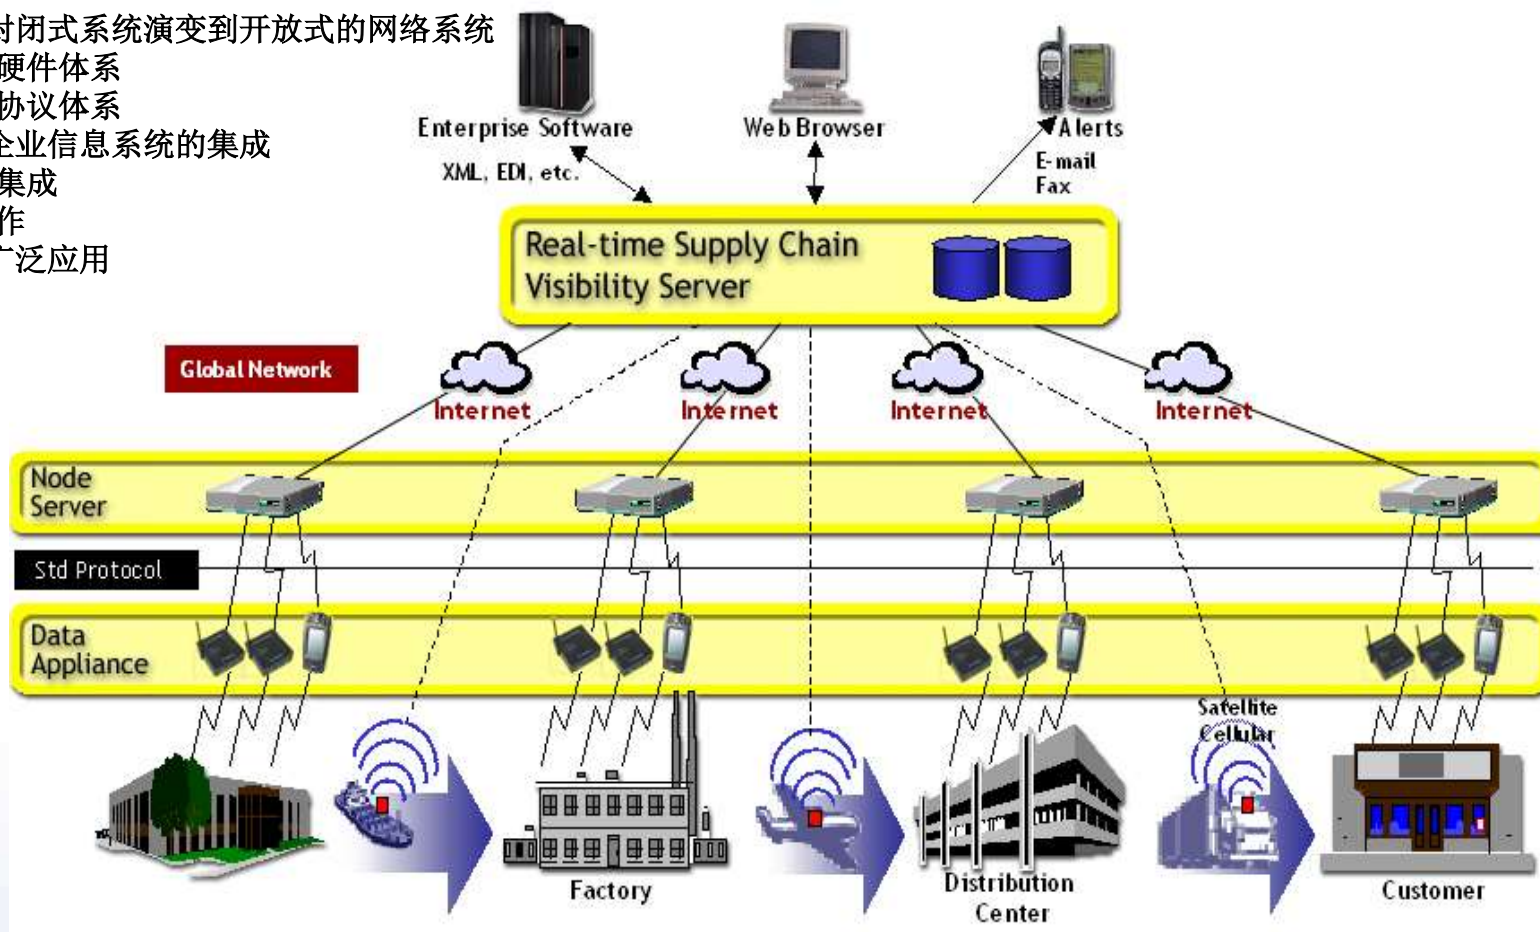 封闭式系统演变到开放式的网络系统
硬件体系
协议体系
企业信息系统的集成
集成
作
广泛应用
Enterprise Software
XML, EDI, etc.
Web Browser
Alerts
E-mail
Fax
Real-time Supply Chain
Visibility Server
Global Network
Internet
Internet
Internet
Internet
Node
Server
Std Protocol
Data
Appliance
Satellite
Cellular
Factory
Distribution
Center
Customer